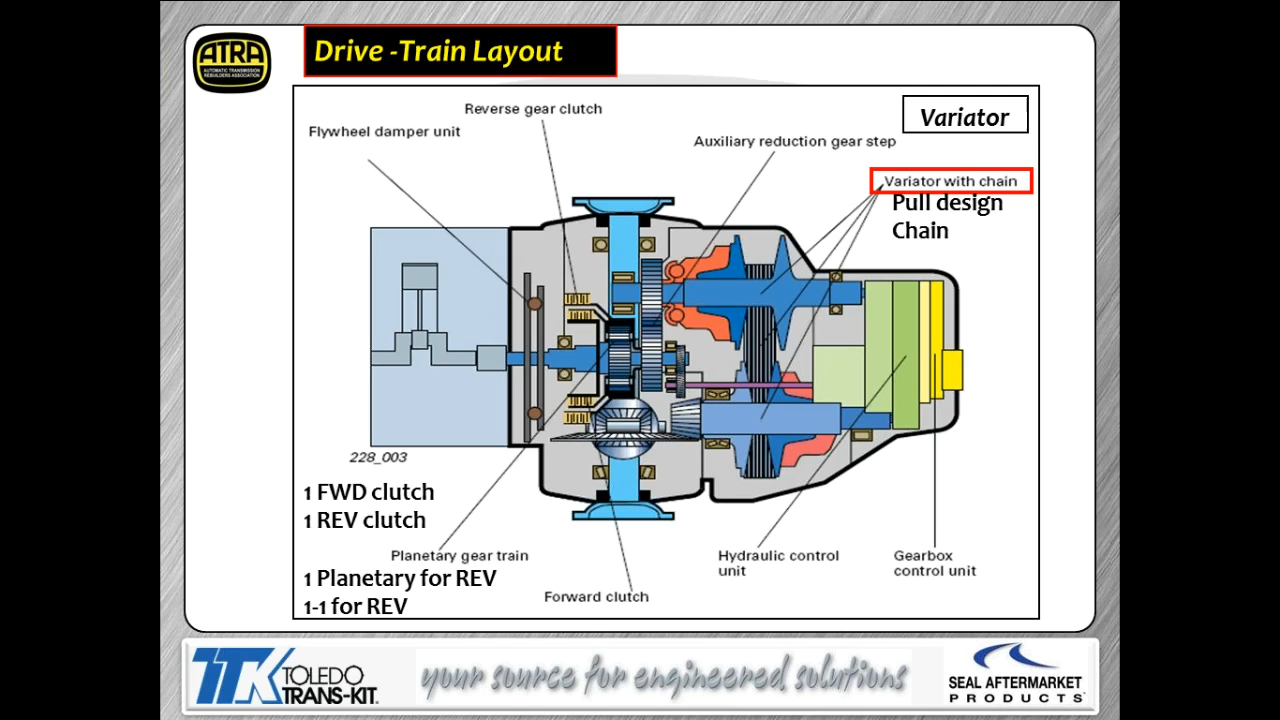 ATRA
AUTOMATIC TRANSMISSION
REBUILDERS ASSOCIATION
Drive -Train Layout
Variator
Reverse gear clutch
Flywheel damper unit
Auxiliary reduction gear step
Variator with chain
Pull design
Chain
228_003
1 FWD clutch
1 REV clutch
Planetary gear train
Hydraulic control
unit
Gearbox
control unit
1 Planetary for REV
Forward clutch
1-1 for REV
TTK TOLEDO
TRANS-KIT.
your source for engineered solutions
SEAL AFTERMARKET
PRODUCTS